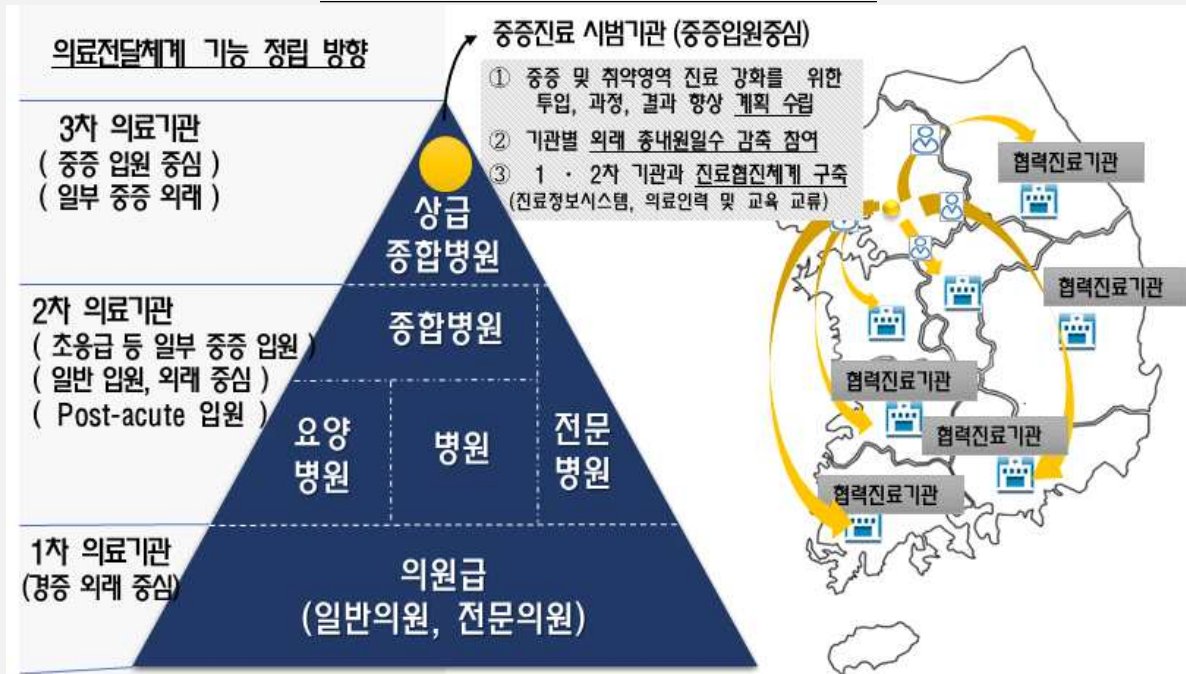 의료전달체계 기능 정립 방향
3차 의료기관
( 중증 입원 중심 )
( 일부 중증 외래 )
2차 의료기관
( 초응급 등 일부 중증 입원 )
( 일반 입원, 외래 중심 )
( Post-acute 입원 )
1차 의료기관
(경증 외래 중심)
상급
종합병원
종합병원
요양
병원
병원
전문
병원
의원급
(일반의원, 전문의원)
중증진료 시범기관 (중증입원중심)
① 중증 및 취약영역 진료 강화를 위한
투입, 과정, 결과 향상 계획 수립
② 기관별 외래 총내원일수 감축 참여
③ 1 · 2차 기관과 진료협진체계 구축
(진료정보시스템, 의료인력 및 교육 교류)
협력진료기관
협력진료기관
협력진료기관
협력진료기관
협력진료기관